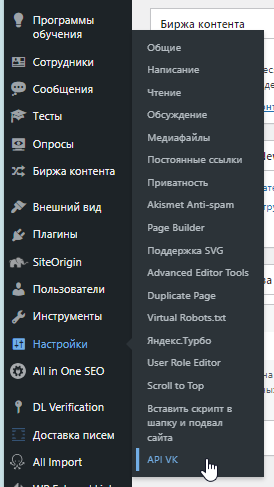 Программы
обучения
Сотрудники
Сообщения
Тесты
Опросы
Биржа контента
Внешний вид
Плагины
SiteOrigin
Пользователи
Инструменты
Настройки
All in One SEO
DL Verification
Доставка писем
All Import
Биржа контента
Общие
Написание
Чтение
Обсуждение
Медиафайлы
Постоянные ссылки
Приватность
Akismet Anti-spam
Page Builder
Поддержка SVG
Advanced Editor Tools
Duplicate Page
Virtual Robots.txt
Яндекс.Турбо
User Role Editor
Scroll to Top
Вставить скрипт в
шапку и подвал
сайта
API VK